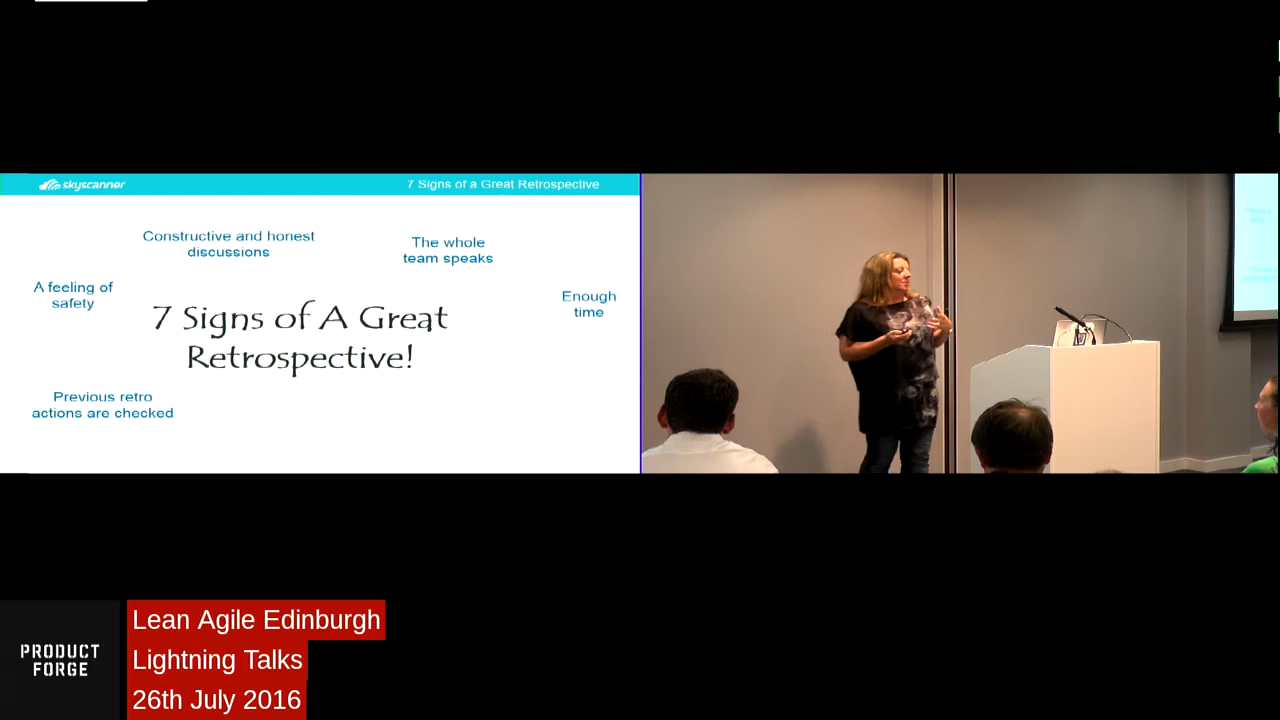 skyscanner
7 Signs of a Great Retrospective
Constructive and honest
discussions
The whole
team speaks
A feeling of
safety
Enough
time
7 Signs of A Great
Retrospective!
Previous retro
actions are checked
PRODUCT
FORGE
Lean Agile Edinburgh
Lightning Talks
26th July 2016